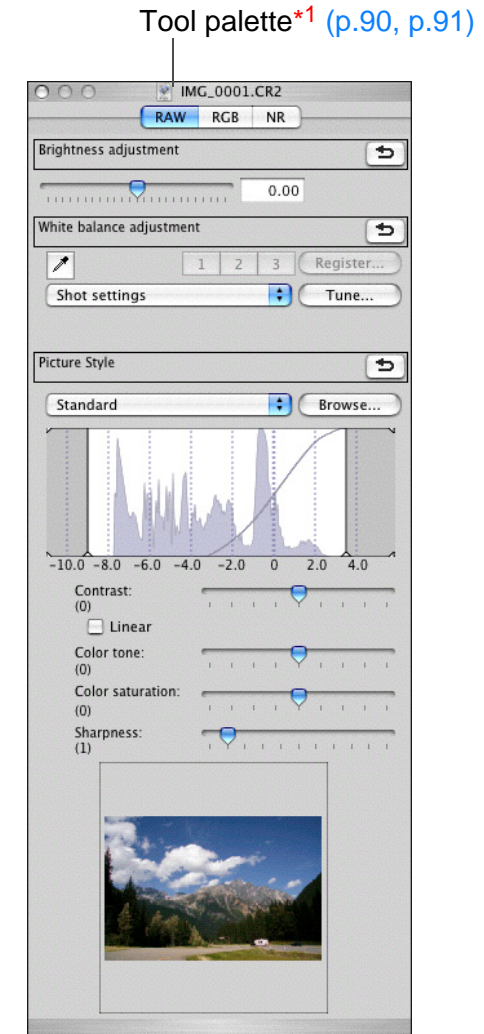 Tool palette*1 (p.90, p.91)
IMG_0001.CR2
RAW RGB NR
Brightness adjustment
0.00
White balance adjustment
1 2 3 Register...
Shot settings Tune...
Picture Style
Standard Browse...
-10.0 -8.0 -6.0 -4.0 -2.0 0 2.0 4.0
Contrast:
(0)
Linear
Color tone:
(0)
Color saturation:
(0)
Sharpness:
(1)